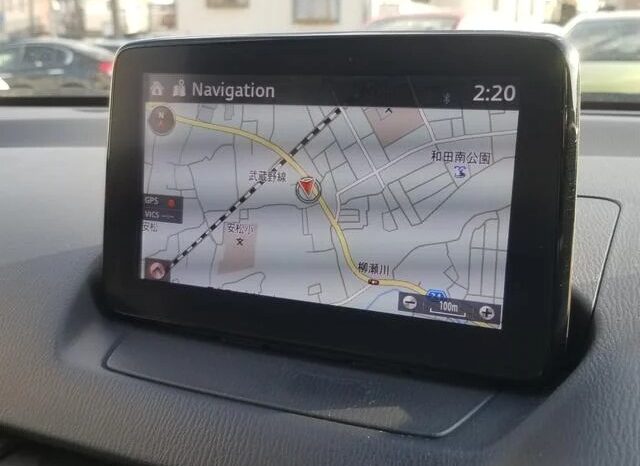 Navigation
2:20
N
和田南公園
武蔵野線
GPS
VICS --:--
安松
安松小
柳瀬川
100m